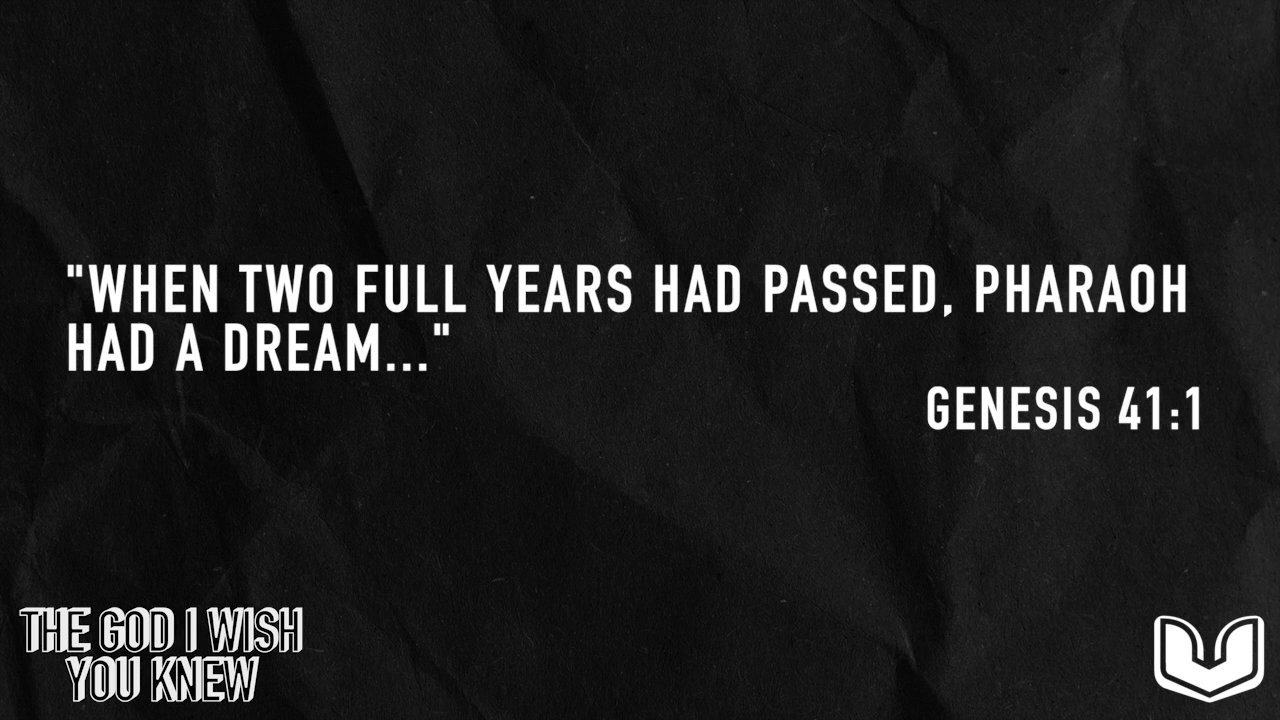 "WHEN TWO FULL YEARS HAD PASSED, PHARAOH
HAD A DREAM..."
GENESIS 41:1
THE GOD I WISH
YOU KNEW